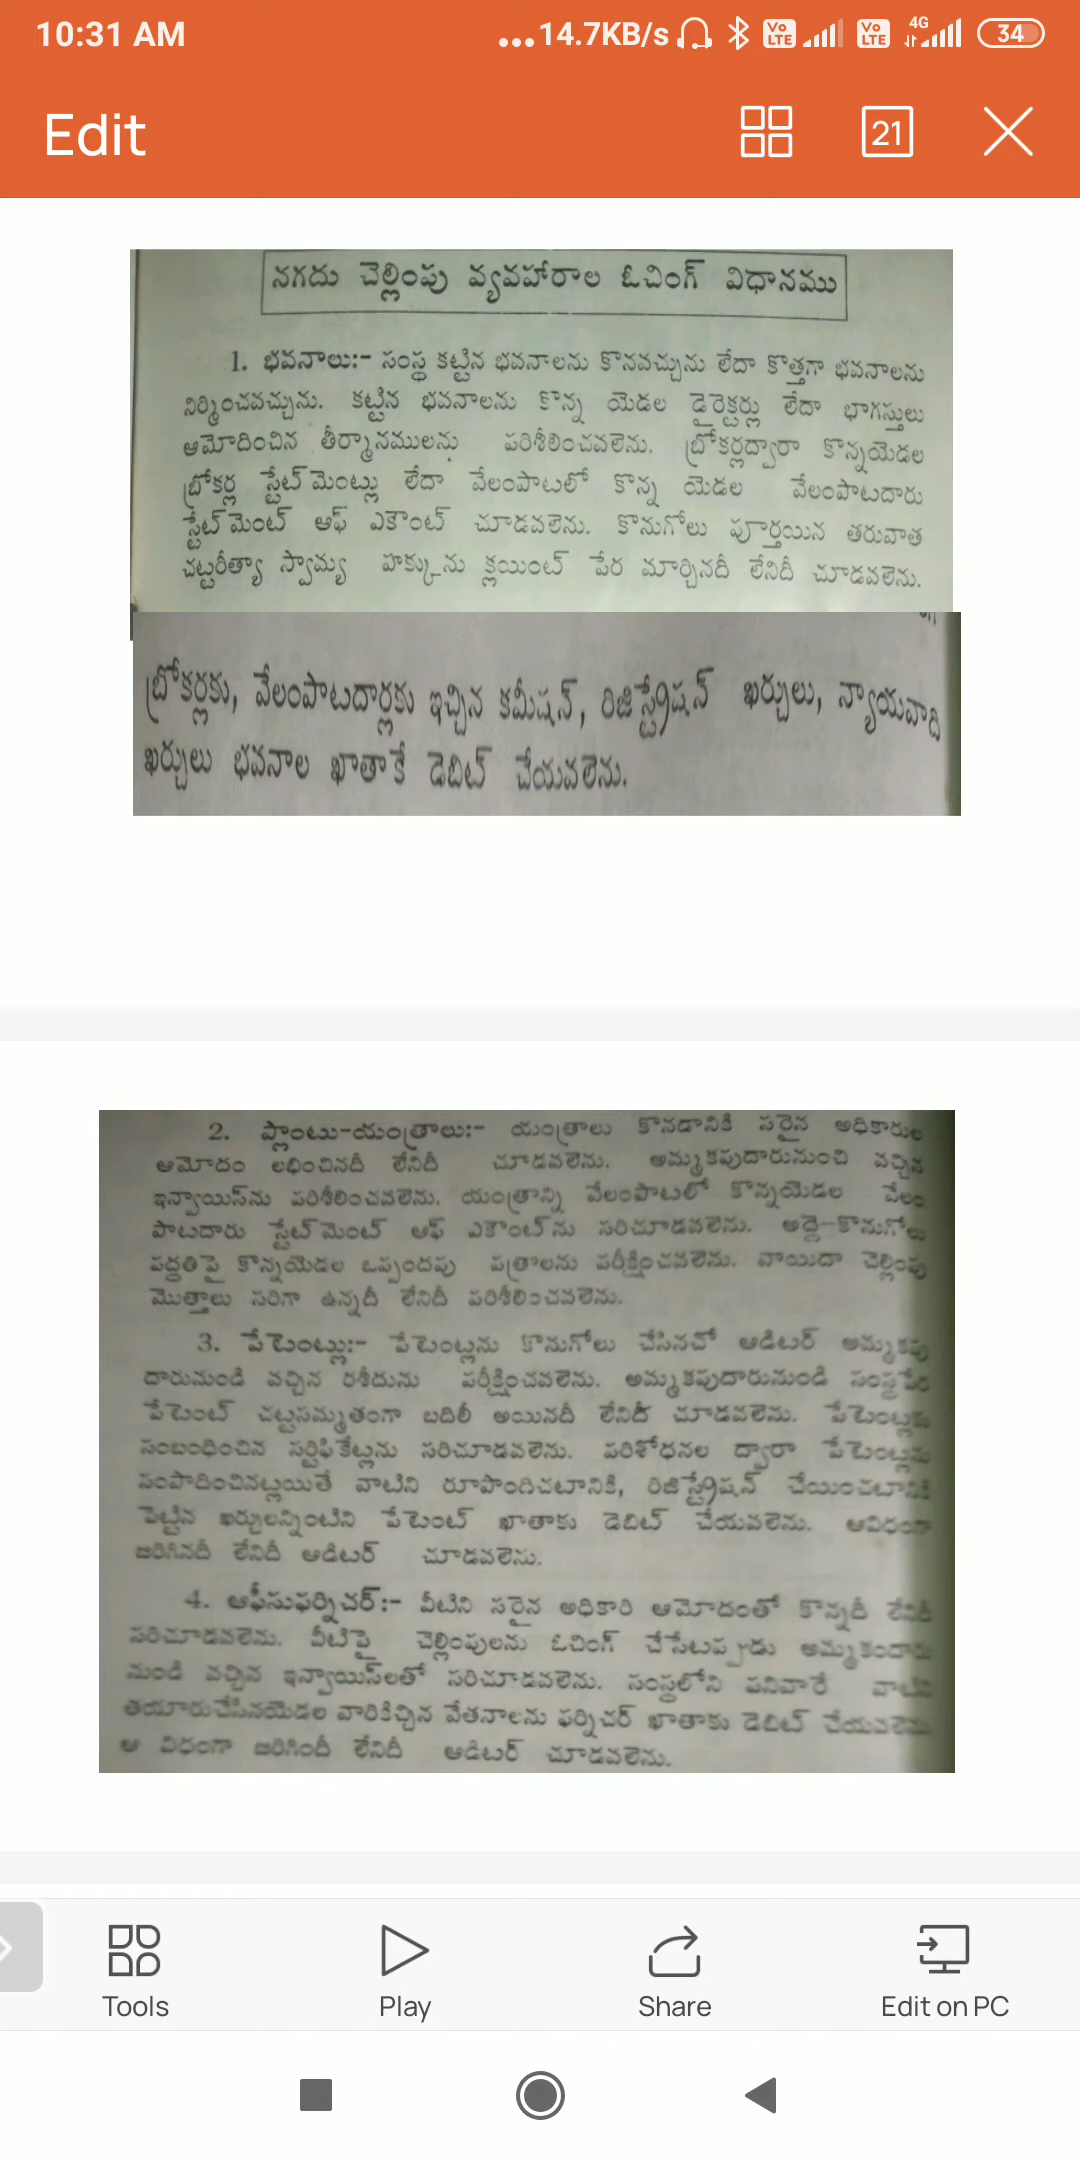 10:31 AM
...14.7KB/s
Vo LTE
Vo LTE
4G
34
Edit
21
నగదు చెల్లింపు వ్యవహారాల ఓచింగ్ విధానము
1. భవనాలు:- సంస్థ కట్టిన భవనాలను కొనవచ్చును లేదా కొత్తగా భవనాలను
నిర్మించవచ్చును. కట్టిన భవనాలను కొన్న యెడల డైరెక్టర్లు లేదా భాగస్తులు
ఆమోదించిన తీర్మానములను పరిశీలించవలెను. బ్రోకర్లద్వారా కొన్నయెడల
బ్రోకర్ల స్టేట్‌మెంట్లు లేదా వేలంపాటలో కొన్న యెడల వేలంపాటదారు
స్టేట్‌మెంట్ ఆఫ్ ఎకౌంట్ చూడవలెను. కొనుగోలు పూర్తయిన తరువాత
చట్టరీత్యా స్వామ్య హక్కును క్లయింట్ పేర మార్చినదీ లేనిదీ చూడవలెను.
బ్రోకర్లకు, వేలంపాటదార్లకు ఇచ్చిన కమీషన్, రిజిస్ట్రేషన్ ఖర్చులు, న్యాయవాది
ఖర్చులు భవనాల ఖాతాకే డెబిట్ చేయవలెను.
2. ప్లాంటు-యంత్రాలు:- యంత్రాలు కొనడానికి సరైన అధికారుల
ఆమోదం లభించినదీ లేనిదీ చూడవలెను. అమ్మకపుదారునుంచి వచ్చిన
ఇన్వాయిస్‌ను పరిశీలించవలెను. యంత్రాన్ని వేలంపాటలో కొన్నయెడల వేలం
పాటదారు స్టేట్‌మెంట్ ఆఫ్ ఎకౌంట్‌ను సరిచూడవలెను. అద్దె-కొనుగోలు
పద్ధతిపై కొన్నయెడల ఒప్పందపు పత్రాలను పరీక్షించవలెను. వాయిదా చెల్లింపు
మొత్తాలు సరిగా ఉన్నదీ లేనిదీ పరిశీలించవలెను.
3. పేటెంట్లు:- పేటెంట్లను కొనుగోలు చేసినచో ఆడిటర్ అమ్మకపు
దారునుండి వచ్చిన రశీదును పరీక్షించవలెను. అమ్మకపుదారునుండి సంస్థపేర
పేటెంట్ చట్టసమ్మతంగా బదిలీ అయినదీ లేనిదీ చూడవలెను. పేటెంట్లకు
సంబంధించిన సర్టిఫికేట్లను సరిచూడవలెను. పరిశోధనల ద్వారా పేటెంట్లను
సంపాదించినట్లయితే వాటిని రూపొందించటానికి, రిజిస్ట్రేషన్ చేయించటానికి
పెట్టిన ఖర్చులన్నింటిని పేటెంట్ ఖాతాకు డెబిట్ చేయవలెను. ఆవిధంగా
జరిగినదీ లేనిదీ ఆడిటర్ చూడవలెను.
4. ఆఫీసుఫర్నిచర్:- వీటిని సరైన అధికారి ఆమోదంతో కొన్నదీ లేనిదీ
సరిచూడవలెను. వీటిపై చెల్లింపులను ఓచింగ్ చేసేటప్పుడు అమ్మకందారు
నుండి వచ్చిన ఇన్వాయిస్‌లతో సరిచూడవలెను. సంస్థలోని పనివారే వాటిని
తయారుచేసినయెడల వారికిచ్చిన వేతనాలను ఫర్నిచర్ ఖాతాకు డెబిట్ చేయవలెను
ఆ విధంగా జరిగిందీ లేనిదీ ఆడిటర్ చూడవలెను.
Tools
Play
Share
Edit on PC